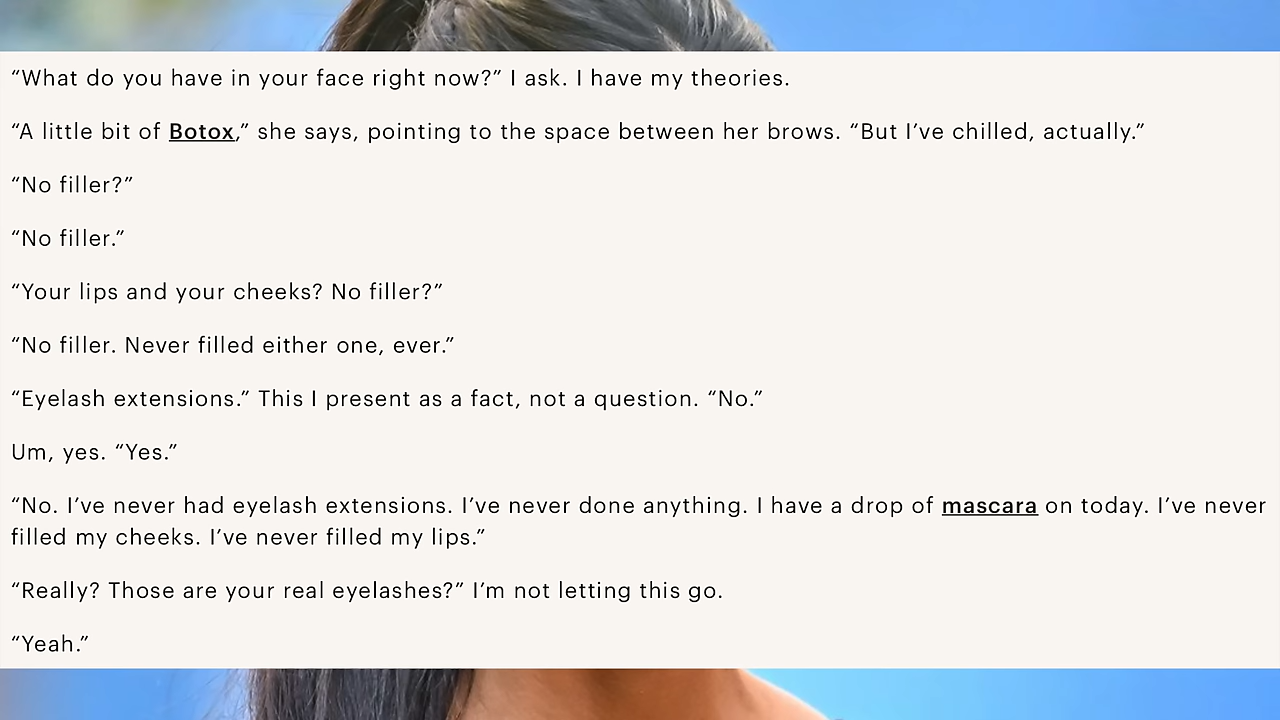 “What do you have in your face right now?” I ask. I have my theories.
“A little bit of Botox,” she says, pointing to the space between her brows. “But I’ve chilled, actually.”
“No filler?”
“No filler.”
“Your lips and your cheeks? No filler?”
“No filler. Never filled either one, ever.”
“Eyelash extensions.” This I present as a fact, not a question. “No.”
Um, yes. “Yes.”
“No. I’ve never had eyelash extensions. I’ve never done anything. I have a drop of mascara on today. I’ve never
filled my cheeks. I’ve never filled my lips.”
“Really? Those are your real eyelashes?” I’m not letting this go.
“Yeah.”